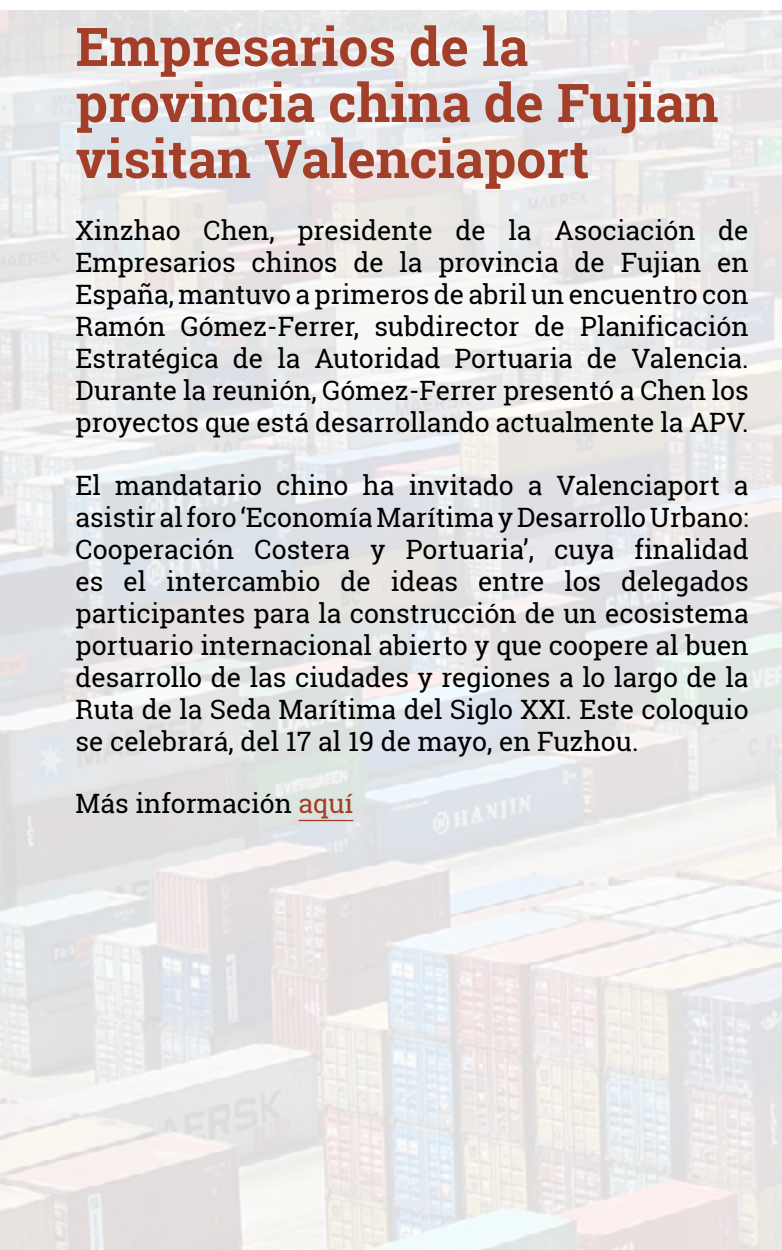 Empresarios de la
provincia china de Fujian
visitan Valenciaport
Xinzhao Chen, presidente de la Asociación de
Empresarios chinos de la provincia de Fujian en
España, mantuvo a primeros de abril un encuentro con
Ramón Gómez-Ferrer, subdirector de Planificación
Estratégica de la Autoridad Portuaria de Valencia.
Durante la reunión, Gómez-Ferrer presentó a Chen los
proyectos que está desarrollando actualmente la APV.
El mandatario chino ha invitado a Valenciaport a
asistir al foro ‘Economía Marítima y Desarrollo Urbano:
Cooperación Costera y Portuaria’, cuya finalidad
es el intercambio de ideas entre los delegados
participantes para la construcción de un ecosistema
portuario internacional abierto y que coopere al buen
desarrollo de las ciudades y regiones a lo largo de la
Ruta de la Seda Marítima del Siglo XXI. Este coloquio
se celebrará, del 17 al 19 de mayo, en Fuzhou.
Más información aquí
MAERSK
EVERGREEN
HANJIN
MAERSK